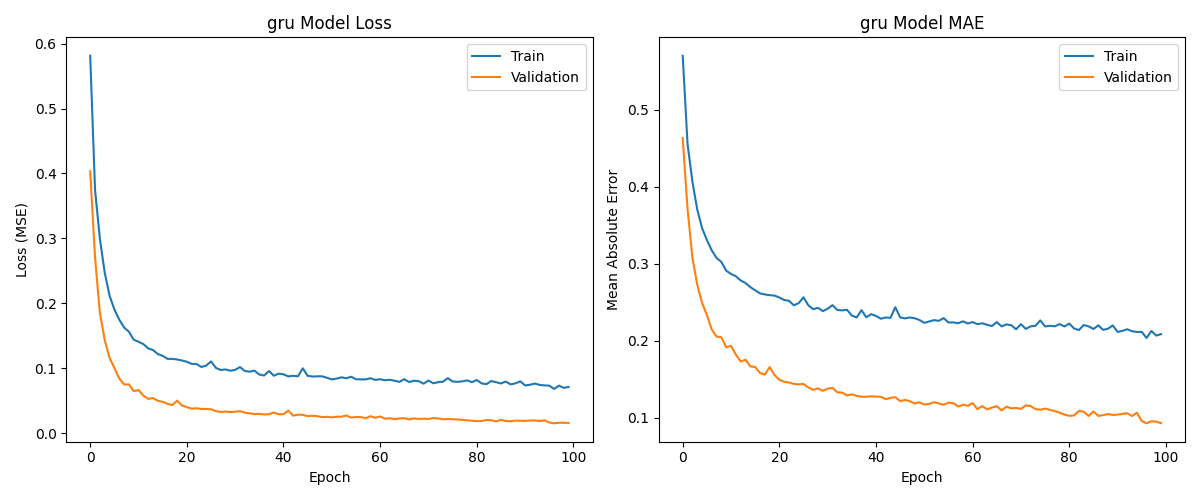 gru Model Loss
Loss (MSE)
0.6
0.5
0.4
0.3
0.2
0.1
0.0
Train
Validation
0 20 40 60 80 100
Epoch
gru Model MAE
Mean Absolute Error
0.5
0.4
0.3
0.2
0.1
Train
Validation
0 20 40 60 80 100
Epoch